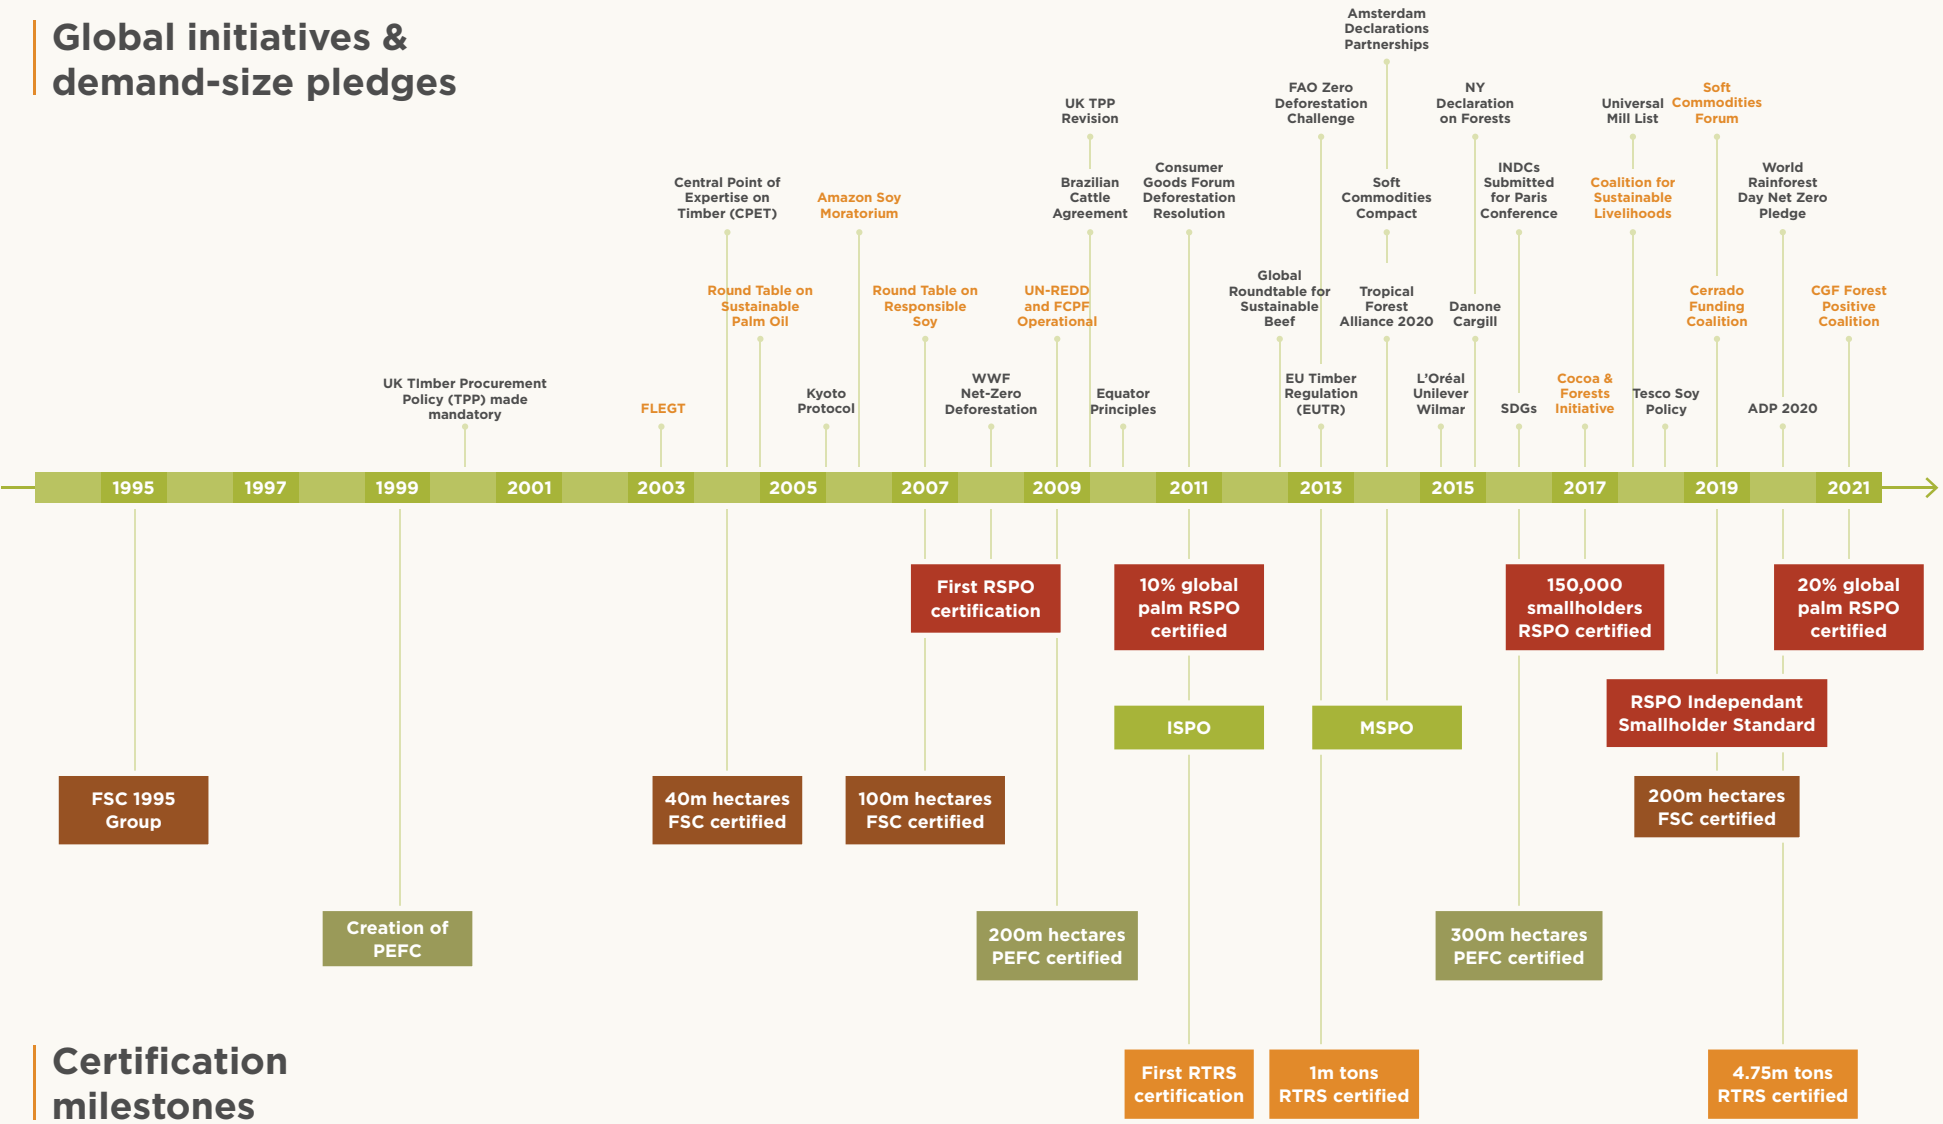 Global initiatives &
demand-size pledges
Amsterdam
Declarations
Partnerships
UK TPP
Revision
FAO Zero
Deforestation
Challenge
NY
Declaration
on Forests
Universal
Mill List
Soft
Commodities
Forum
Central Point of
Expertise on
Timber (CPET)
Amazon Soy
Moratorium
Brazilian
Cattle
Agreement
Consumer
Goods Forum
Deforestation
Resolution
Soft
Commodities
Compact
INDCs
Submitted
for Paris
Conference
Coalition for
Sustainable
Livelihoods
World
Rainforest
Day Net Zero
Pledge
Round Table on
Sustainable
Palm Oil
Round Table on
Responsible
Soy
UN-REDD
and FCPF
Operational
Global
Roundtable for
Sustainable
Beef
Tropical
Forest
Alliance 2020
Danone
Cargill
Cerrado
Funding
Coalition
CGF Forest
Positive
Coalition
UK TImber Procurement
Policy (TPP) made
mandatory
FLEGT
Kyoto
Protocol
WWF
Net-Zero
Deforestation
Equator
Principles
EU Timber
Regulation
(EUTR)
L’Oréal
Unilever
Wilmar
SDGs
Cocoa &
Forests
Initiative
Tesco Soy
Policy
ADP 2020
1995
1997
1999
2001
2003
2005
2007
2009
2011
2013
2015
2017
2019
2021
First RSPO
certification
10% global
palm RSPO
certified
150,000
smallholders
RSPO certified
20% global
palm RSPO
certified
ISPO
MSPO
RSPO Independant
Smallholder Standard
FSC 1995
Group
40m hectares
FSC certified
100m hectares
FSC certified
200m hectares
FSC certified
Creation of
PEFC
200m hectares
PEFC certified
300m hectares
PEFC certified
Certification
milestones
First RTRS
certification
1m tons
RTRS certified
4.75m tons
RTRS certified